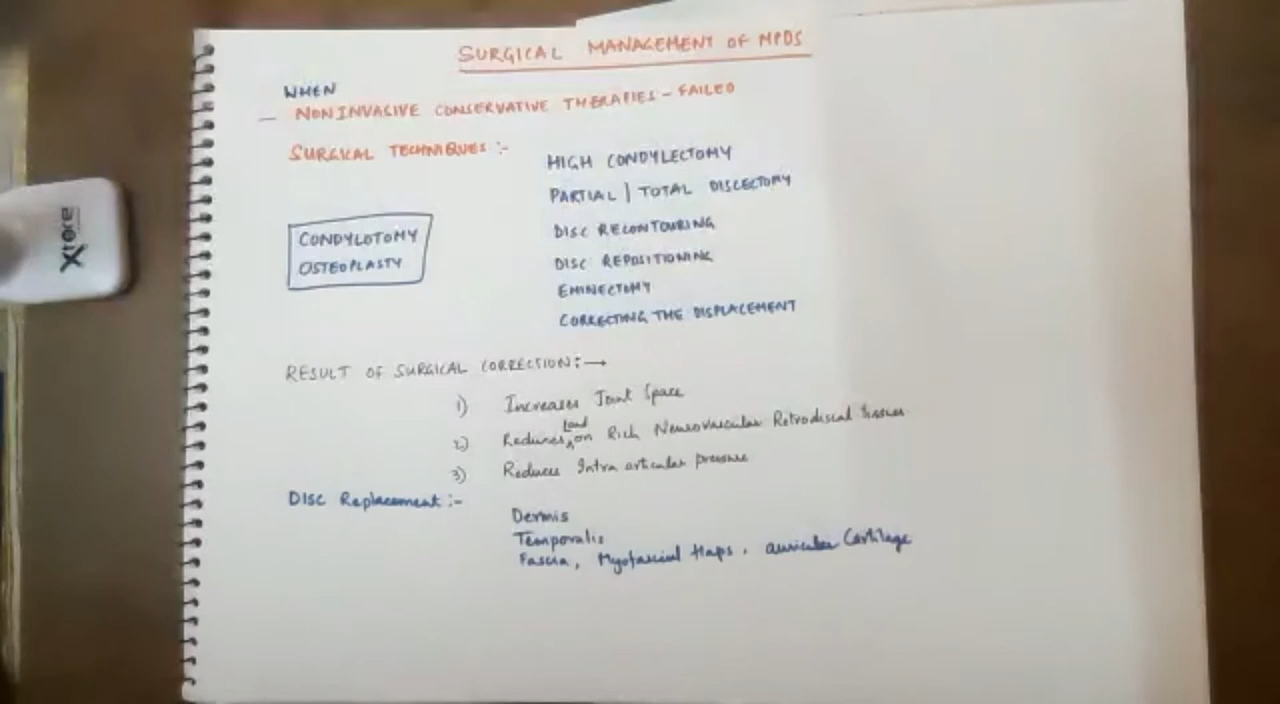 SURGICAL MANAGEMENT OF MPDS
WHEN
— NONINVASIVE CONSERVATIVE THERAPIES - FAILED
SURGICAL TECHNIQUES :-
HIGH CONDYLECTOMY
PARTIAL | TOTAL DISCECTOMY
DISC RECONTOURING
DISC REPOSITIONING
EMINECTOMY
CORRECTING THE DISPLACEMENT
CONDYLOTOMY
OSTEOPLASTY
RESULT OF SURGICAL CORRECTION :→
1) Increases Joint Space
2) Reduces load on Rich Neurovascular Retrodiscal tissues
3) Reduces Intra articular pressure
DISC Replacement :-
Dermis
Temporalis
Fascia, Myofascial flaps, auricular Cartilage
Xtore